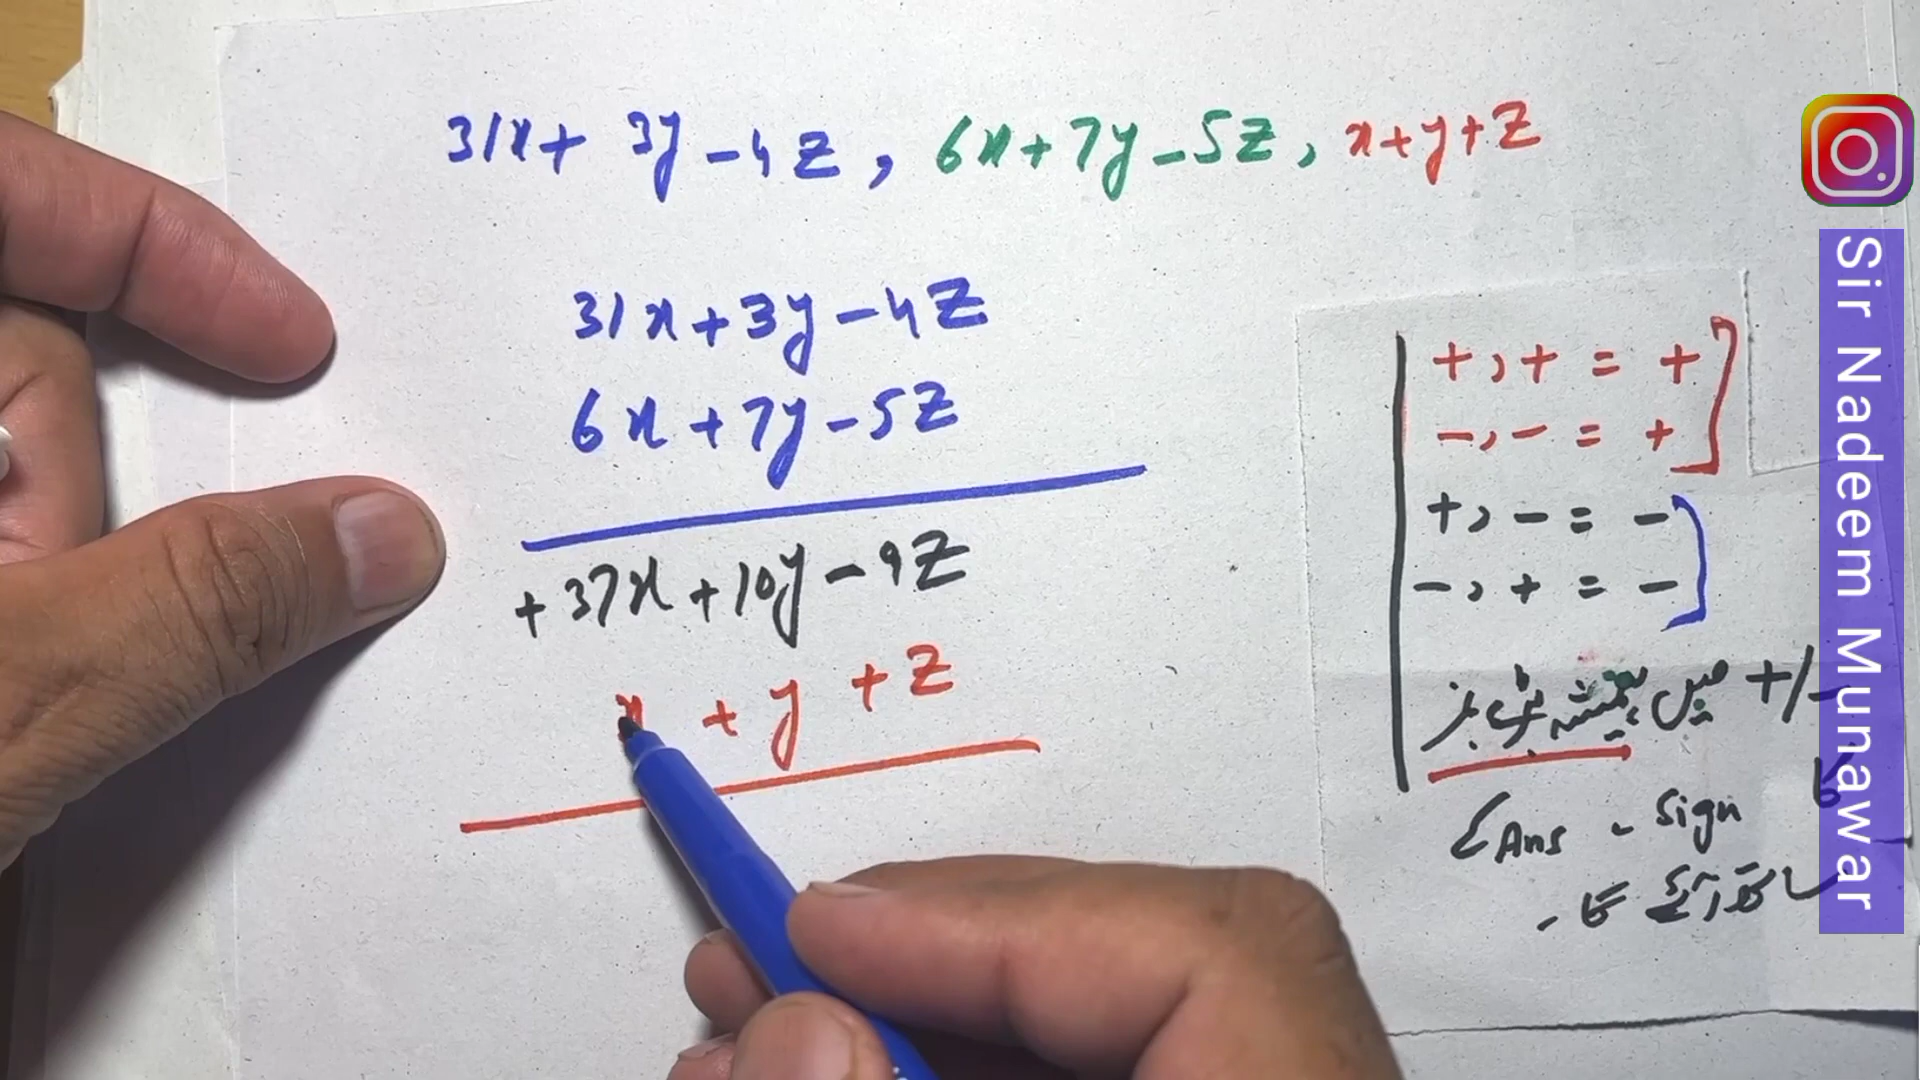 31x + 3y - 4z , 6x + 7y - 5z , x + y + z
31x + 3y - 4z
6x + 7y - 5z
+ 37x + 10y - 9z
x + y + z
+ , + = +
- , - = +
+ , - = -
- , + = -
+/- میں
Ans Sign
Sir Nadeem Munawar